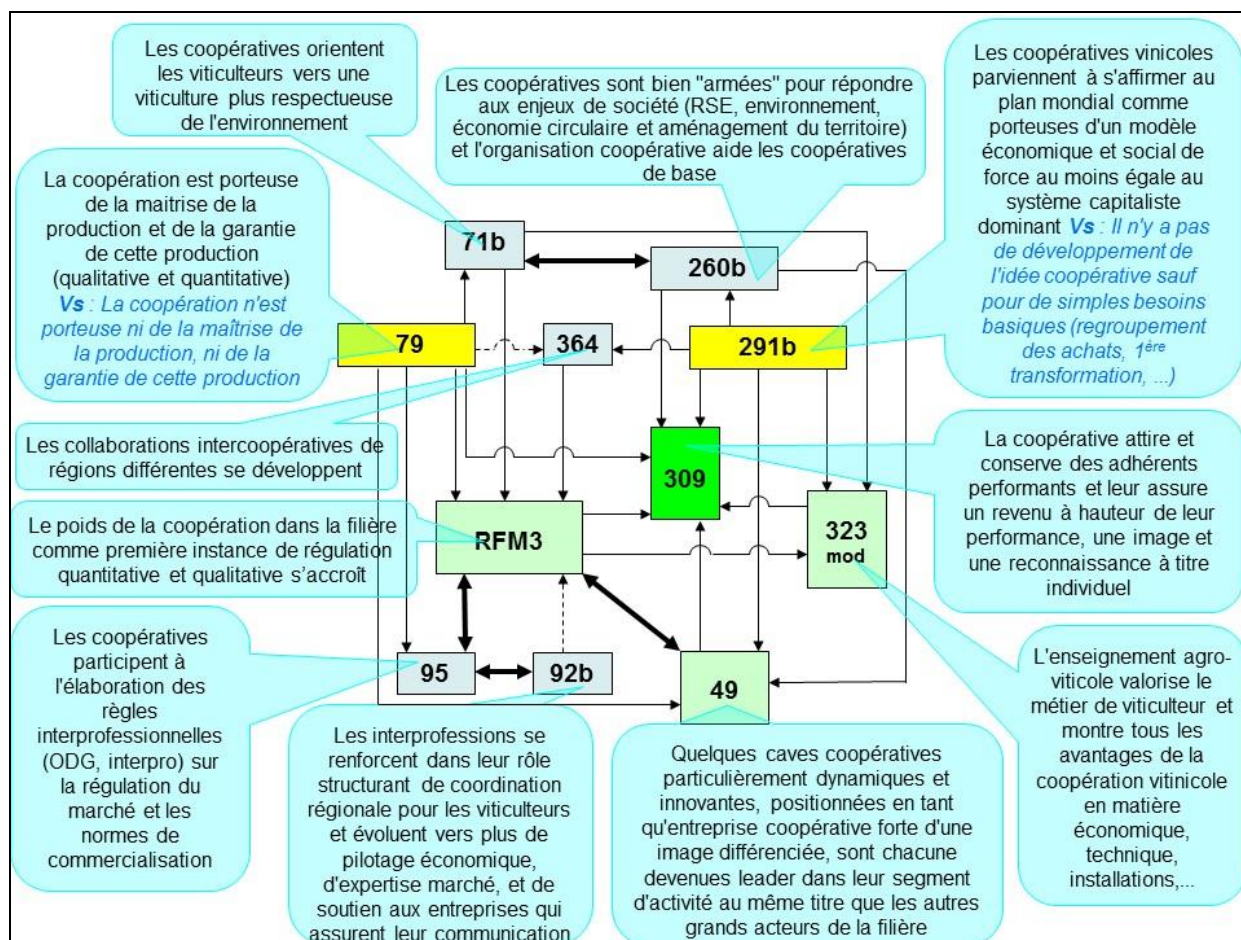 Les coopératives orientent
les viticulteurs vers une
viticulture plus respectueuse
de l'environnement
Les coopératives sont bien "armées" pour répondre
aux enjeux de société (RSE, environnement,
économie circulaire et aménagement du territoire)
et l'organisation coopérative aide les coopératives
de base
Les coopératives vinicoles
parviennent à s'affirmer au
plan mondial comme
porteuses d'un modèle
économique et social de
force au moins égale au
système capitaliste
dominant Vs : Il n'y a pas
de développement de
l'idée coopérative sauf
pour de simples besoins
basiques (regroupement
des achats, 1ère
transformation, ...)
La coopération est porteuse
de la maitrise de la
production et de la garantie
de cette production
(qualitative et quantitative)
Vs : La coopération n'est
porteuse ni de la maîtrise de
la production, ni de la
garantie de cette production
71b
260b
79
364
291b
Les collaborations intercoopératives de
régions différentes se développent
309
La coopérative attire et
conserve des adhérents
performants et leur assure
un revenu à hauteur de leur
performance, une image et
une reconnaissance à titre
individuel
Le poids de la coopération dans la filière
comme première instance de régulation
quantitative et qualitative s’accroît
RFM3
323
mod
Les coopératives
participent à
l'élaboration des
règles
interprofessionnelles
(ODG, interpro) sur
la régulation du
marché et les
normes de
commercialisation
95
92b
49
Les interprofessions se
renforcent dans leur rôle
structurant de coordination
régionale pour les viticulteurs
et évoluent vers plus de
pilotage économique,
d'expertise marché, et de
soutien aux entreprises qui
assurent leur communication
Quelques caves coopératives
particulièrement dynamiques et
innovantes, positionnées en tant
qu'entreprise coopérative forte d'une
image différenciée, sont chacune
devenues leader dans leur segment
d'activité au même titre que les autres
grands acteurs de la filière
L'enseignement agro-
viticole valorise le
métier de viticulteur et
montre tous les
avantages de la
coopération vitinicole
en matière
économique,
technique,
installations,...